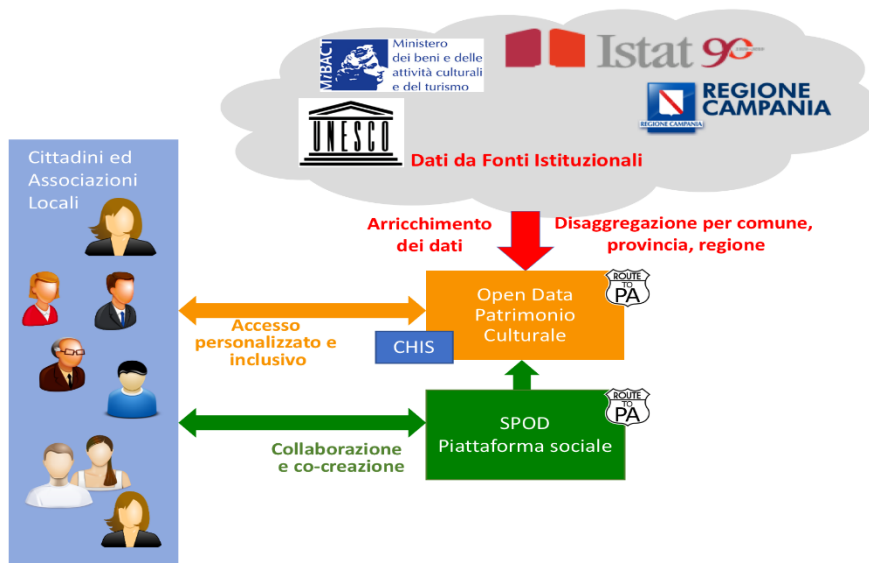 MiBACT
Ministero
dei beni e delle
attività culturali
e del turismo
Istat 90
REGIONE
CAMPANIA
REGIONE CAMPANIA
UNESCO
Dati da Fonti Istituzionali
Cittadini ed
Associazioni
Locali
Arricchimento
dei dati
Disaggregazione per comune,
provincia, regione
ROUTE
TO
PA
Open Data
Patrimonio
Culturale
CHIS
Accesso
personalizzato e
inclusivo
ROUTE
TO
PA
SPOD
Piattaforma sociale
Collaborazione
e co-creazione